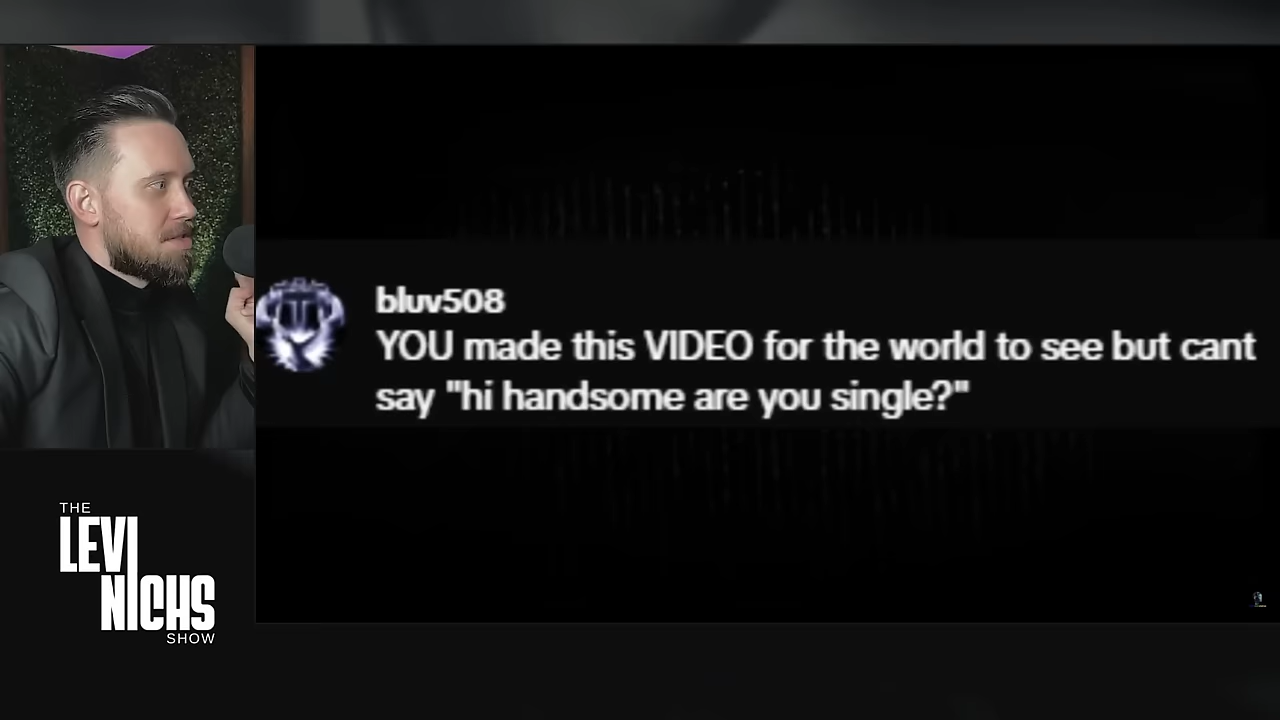 bluv508
YOU made this VIDEO for the world to see but cant
say "hi handsome are you single?"
THE
LEVI
NICHS
SHOW